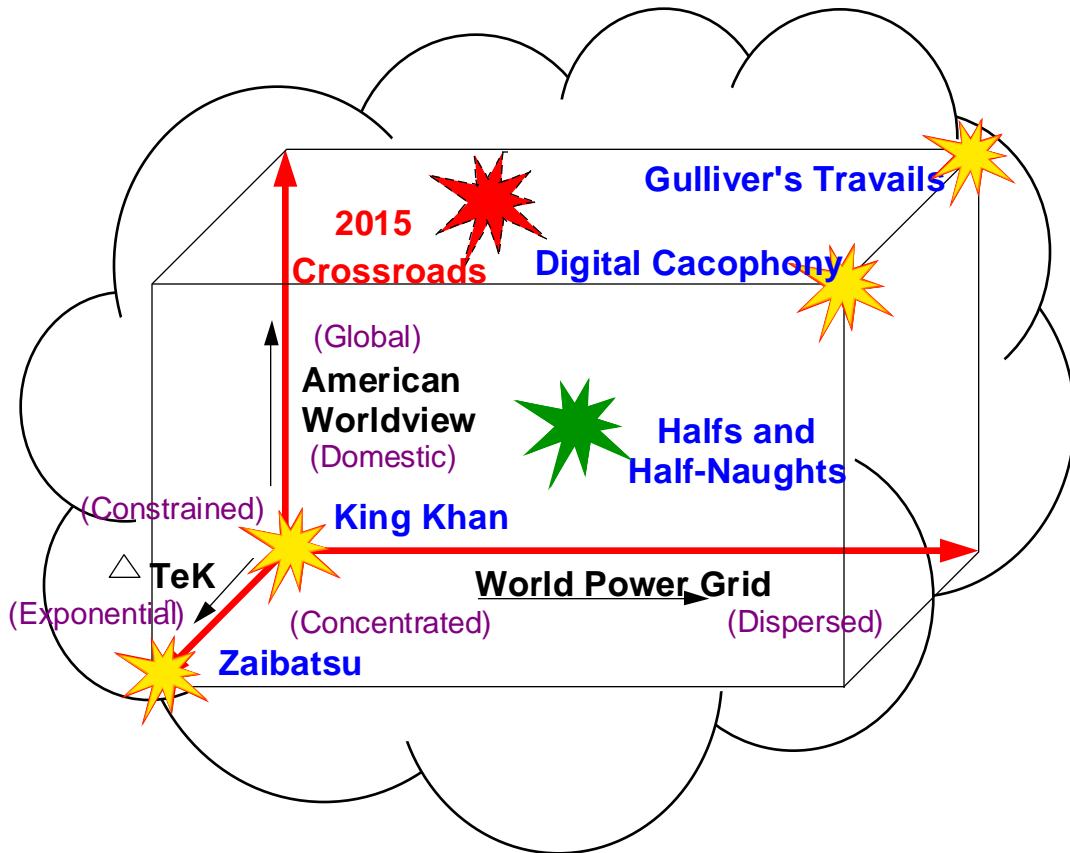 Gulliver's Travails
2015
Crossroads
Digital Cacophony
(Global)
American
Worldview
(Domestic)
Halfs and
Half-Naughts
(Constrained)
King Khan
△ TeK
(Exponential)
World Power Grid
(Concentrated)
(Dispersed)
Zaibatsu